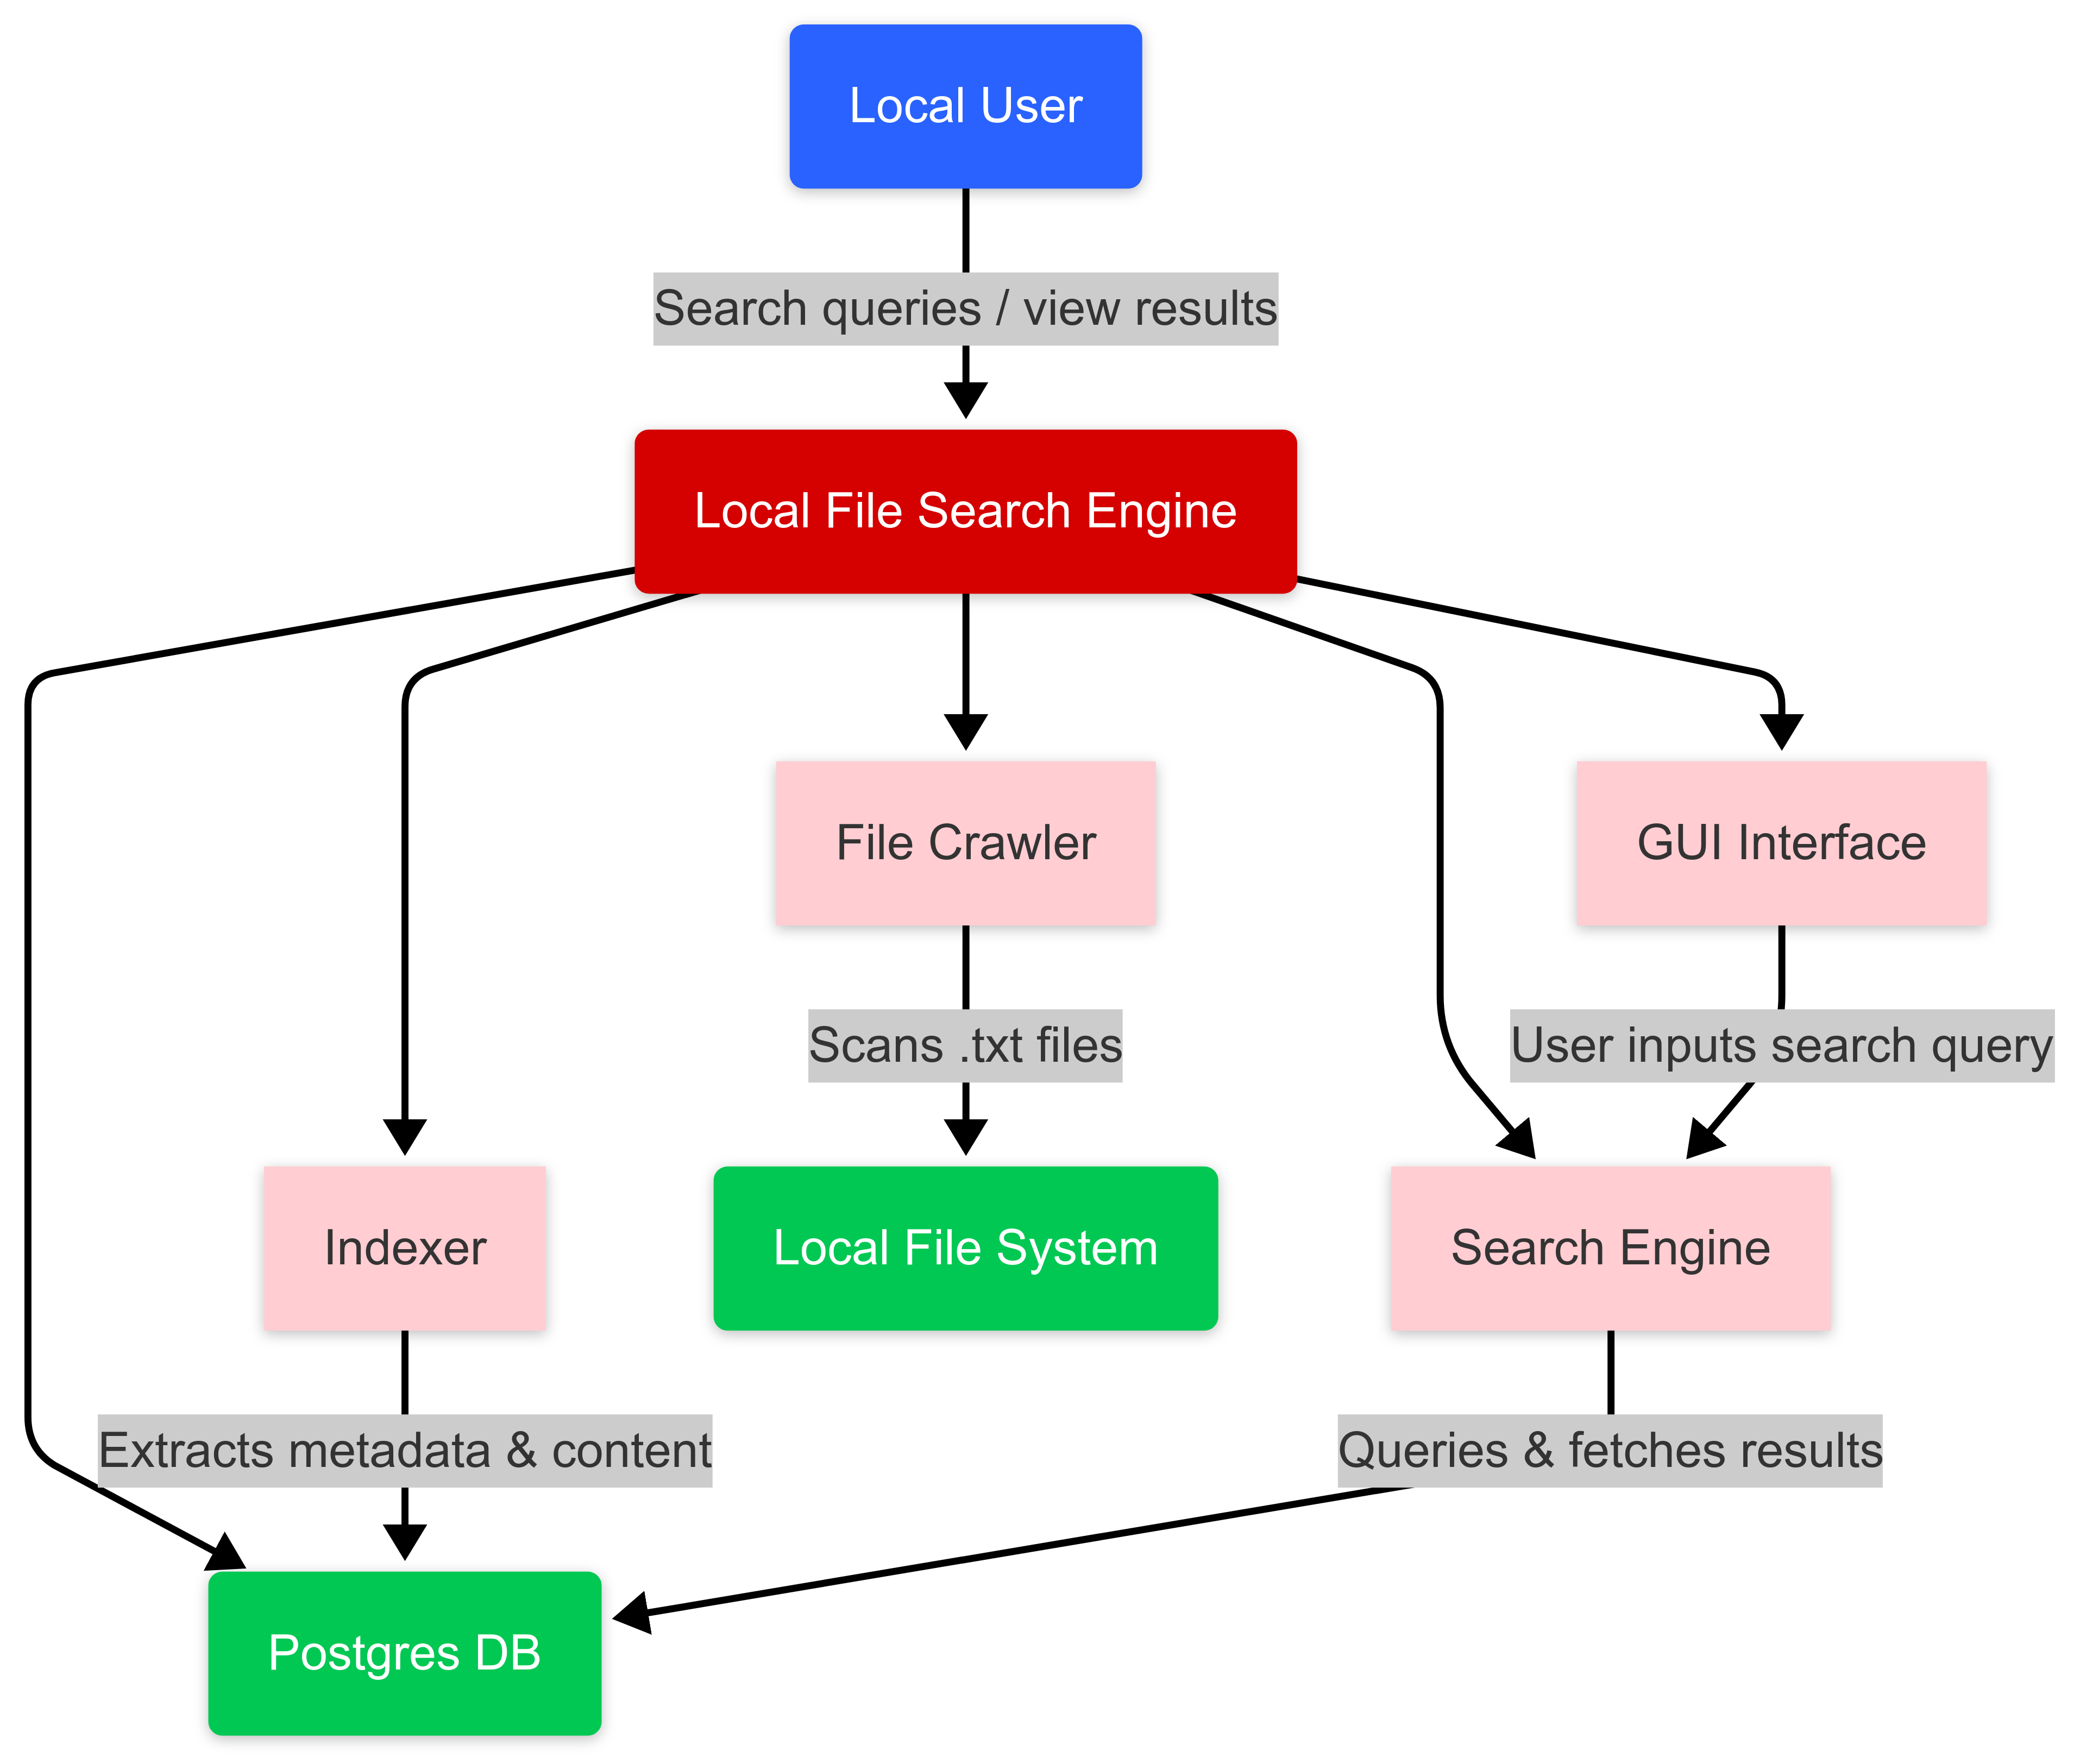 Local User
Search queries / view results
Local File Search Engine
File Crawler
GUI Interface
Scans .txt files
User inputs search query
Indexer
Local File System
Search Engine
Extracts metadata & content
Queries & fetches results
Postgres DB